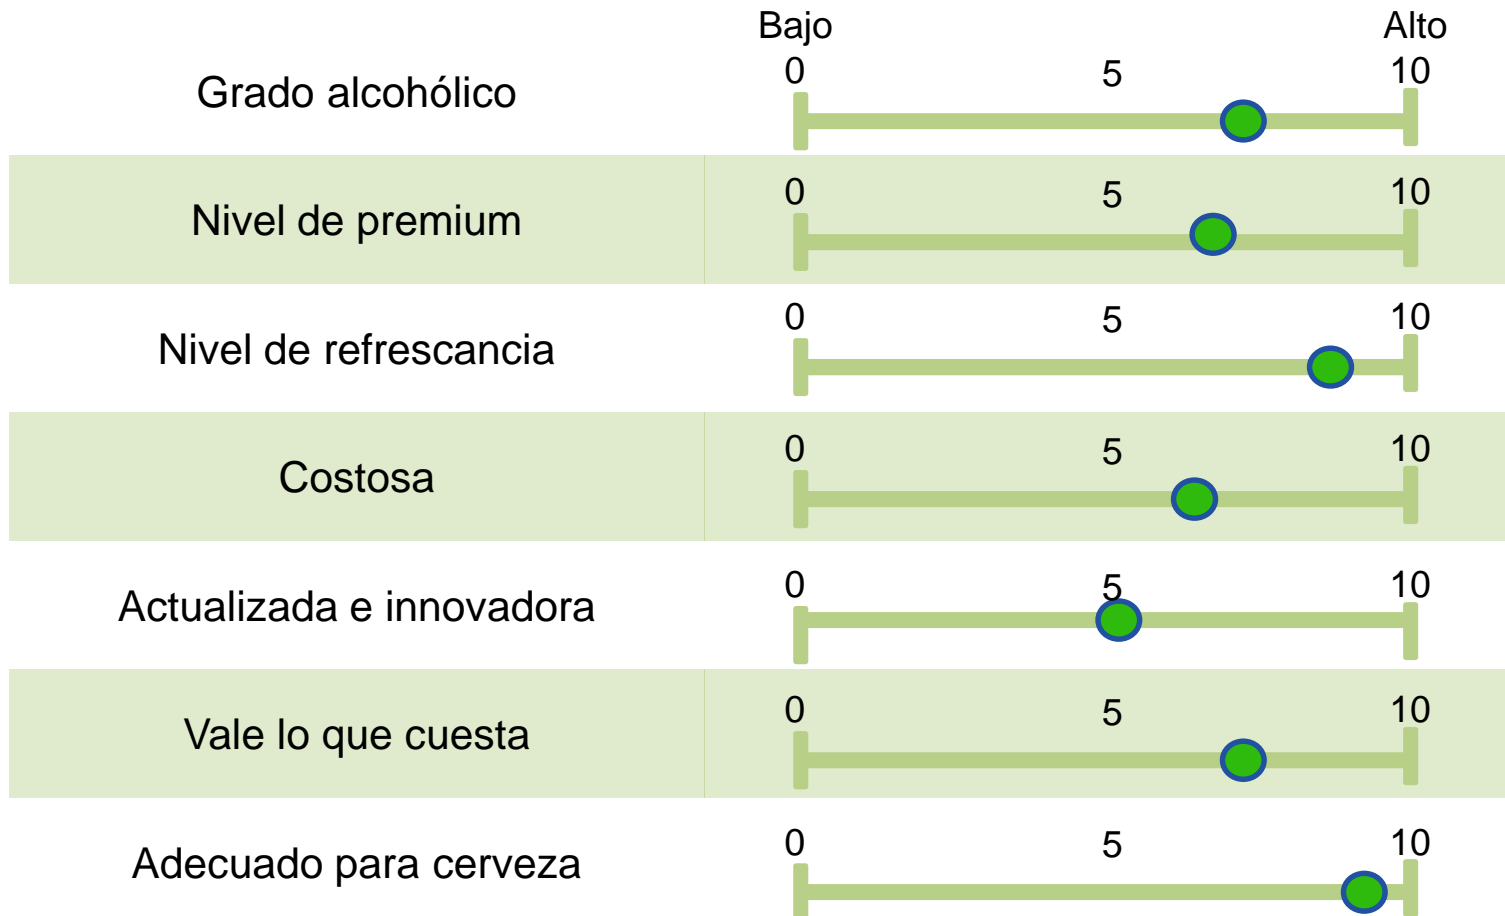 Bajo Alto
0 5 10
Grado alcohólico
0 5 10
Nivel de premium
0 5 10
Nivel de refrescancia
0 5 10
Costosa
0 5 10
Actualizada e innovadora
0 5 10
Vale lo que cuesta
0 5 10
Adecuado para cerveza